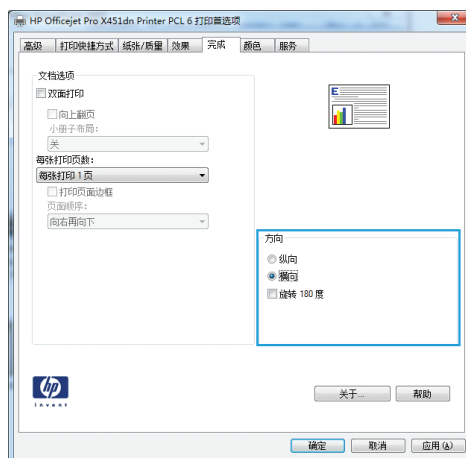 HP Officejet Pro X451dn Printer PCL 6 打印首选项
高级 打印快捷方式 纸张/质量 效果 完成 颜色 服务
文档选项
双面打印
向上翻页
小册子布局:
关
每张打印页数:
每张打印 1 页
打印页面边框
页面顺序:
向右再向下
E
方向
纵向
横向
旋转 180 度
hp
invent
关于... 帮助
确定 取消 应用(A)